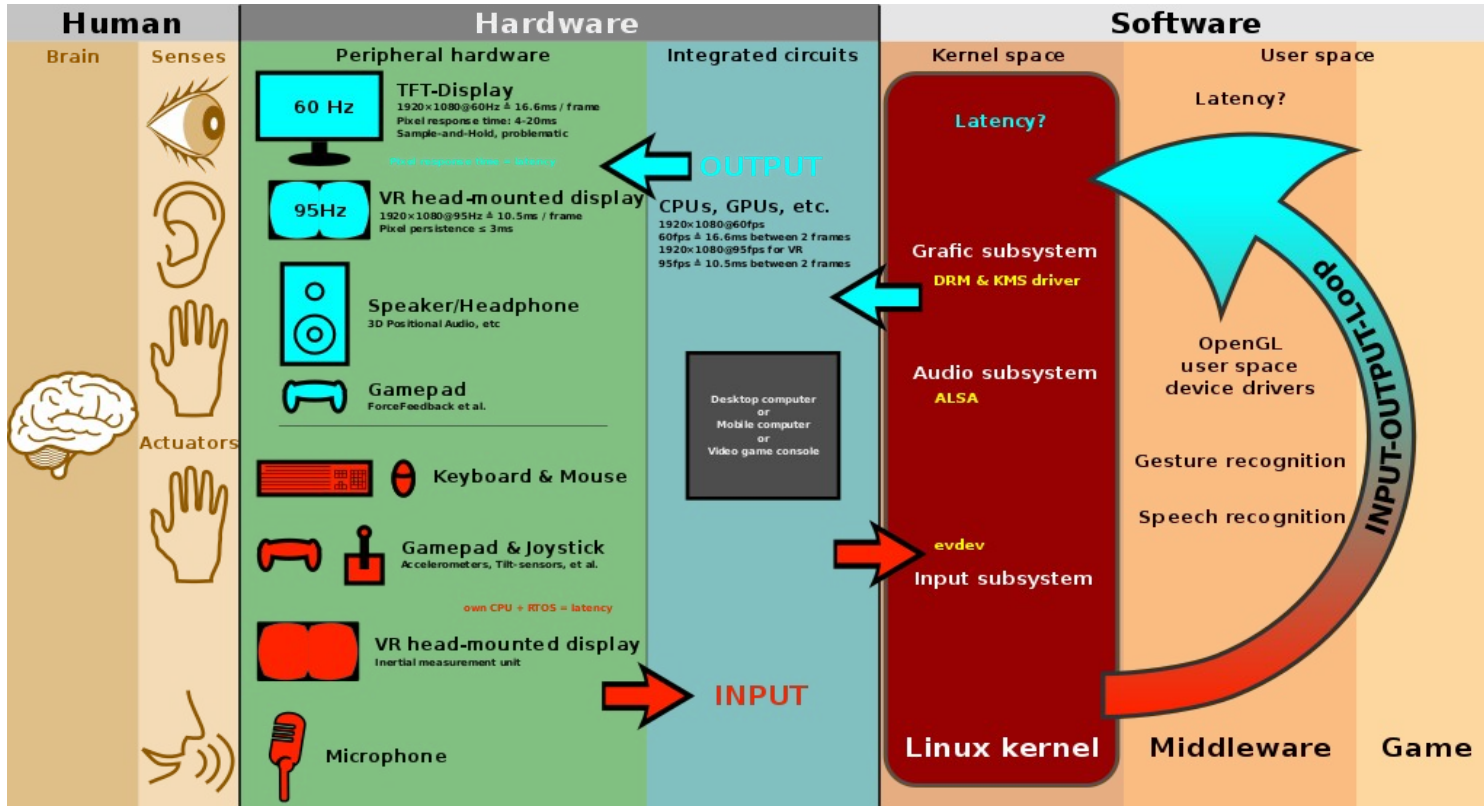 Human
Hardware
Software
Brain
Senses
Peripheral hardware
Integrated circuits
Kernel space
User space
60 Hz
TFT-Display
1920×1080@60Hz ≙ 16.6ms / frame
Pixel response time: 4-20ms
Sample-and-Hold, problematic
Pixel response time = latency
OUTPUT
95Hz
VR head-mounted display
1920×1080@95Hz ≙ 10.5ms / frame
Pixel persistence ≤ 3ms
CPUs, GPUs, etc.
1920×1080@60fps
60fps ≙ 16.6ms between 2 frames
1920×1080@95fps for VR
95fps ≙ 10.5ms between 2 frames
Speaker/Headphone
3D Positional Audio, etc
Gamepad
ForceFeedback et al.
Actuators
Keyboard & Mouse
Gamepad & Joystick
Accelerometers, Tilt-sensors, et al.
own CPU + RTOS = latency
VR head-mounted display
Inertial measurement unit
INPUT
Microphone
Desktop computer
or
Mobile computer
or
Video game console
Latency?
Grafic subsystem
DRM & KMS driver
Audio subsystem
ALSA
evdev
Input subsystem
Linux kernel
Latency?
OpenGL
user space
device drivers
Gesture recognition
Speech recognition
Middleware
INPUT-OUTPUT-Loop
Game